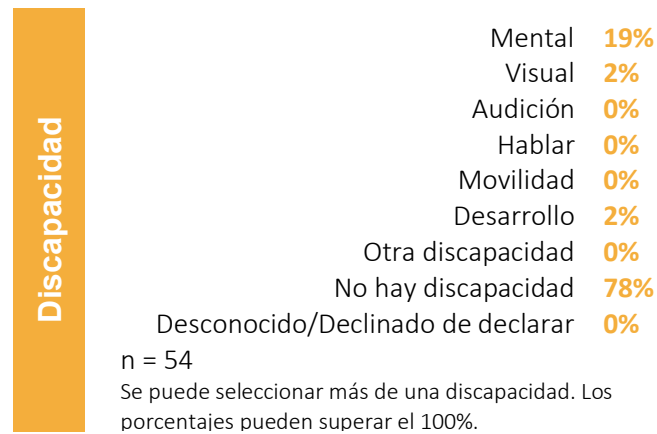 Discapacidad
Mental 19%
Visual 2%
Audición 0%
Hablar 0%
Movilidad 0%
Desarrollo 2%
Otra discapacidad 0%
No hay discapacidad 78%
Desconocido/Declinado de declarar 0%
n = 54
Se puede seleccionar más de una discapacidad. Los
porcentajes pueden superar el 100%.